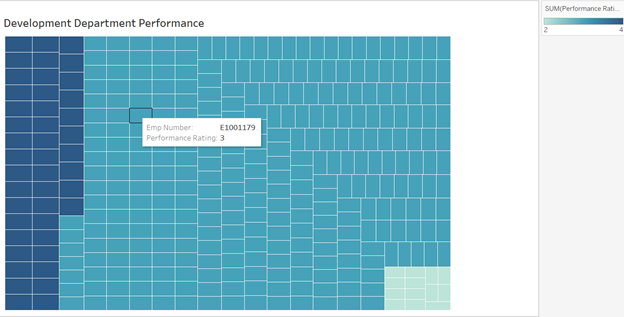 Development Department Performance
SUM(Performance Rati...
2 4
Emp Number: E1001179
Performance Rating: 3